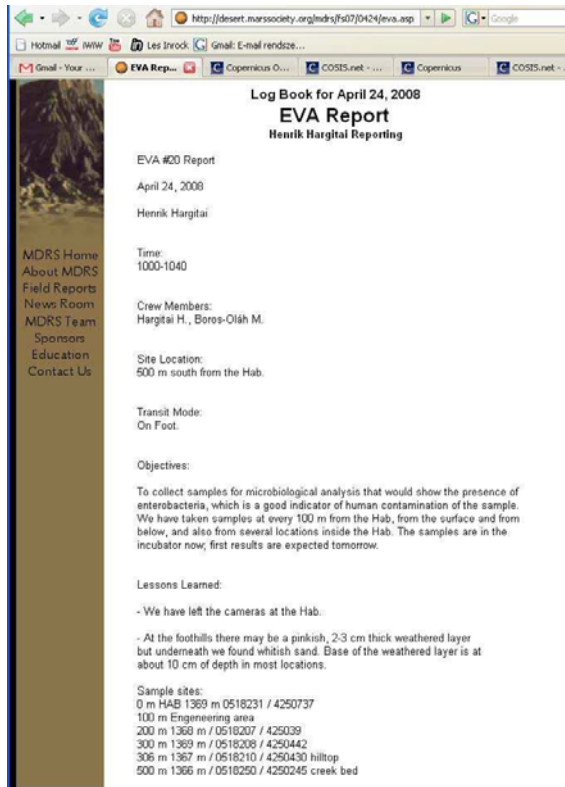 http://desert.marssociety.org/mdrs/fs07/0424/eva.asp
G Google
Hotmail WIW Les Inrock Gmail: E-mail rendsze...
Gmail - Your ... EVA Rep... Copernicus O... COSIS.net - ... Copernicus COSIS.net -
Log Book for April 24, 2008
EVA Report
Henrik Hargitai Reporting
EVA #20 Report
April 24, 2008
Henrik Hargitai
MDRS Home
About MDRS
Field Reports
News Room
MDRS Team
Sponsors
Education
Contact Us
Time:
1000-1040
Crew Members:
Hargitai H., Boros-Oláh M.
Site Location:
500 m south from the Hab.
Transit Mode:
On Foot.
Objectives:
To collect samples for microbiological analysis that would show the presence of
enterobacteria, which is a good indicator of human contamination of the sample.
We have taken samples at every 100 m from the Hab, from the surface and from
below, and also from several locations inside the Hab. The samples are in the
incubator now; first results are expected tomorrow.
Lessons Learned:
- We have left the cameras at the Hab.
- At the foothills there may be a pinkish, 2-3 cm thick weathered layer
but underneath we found whitish sand. Base of the weathered layer is at
about 10 cm of depth in most locations.
Sample sites:
0 m HAB 1369 m 0518231 / 4250737
100 m Engeneering area
200 m 1368 m / 0518207 / 425039
300 m 1369 m / 0518208 / 4250442
306 m 1367 m / 0518210 / 4250430 hilltop
500 m 1366 m / 0518250 / 4250245 creek bed